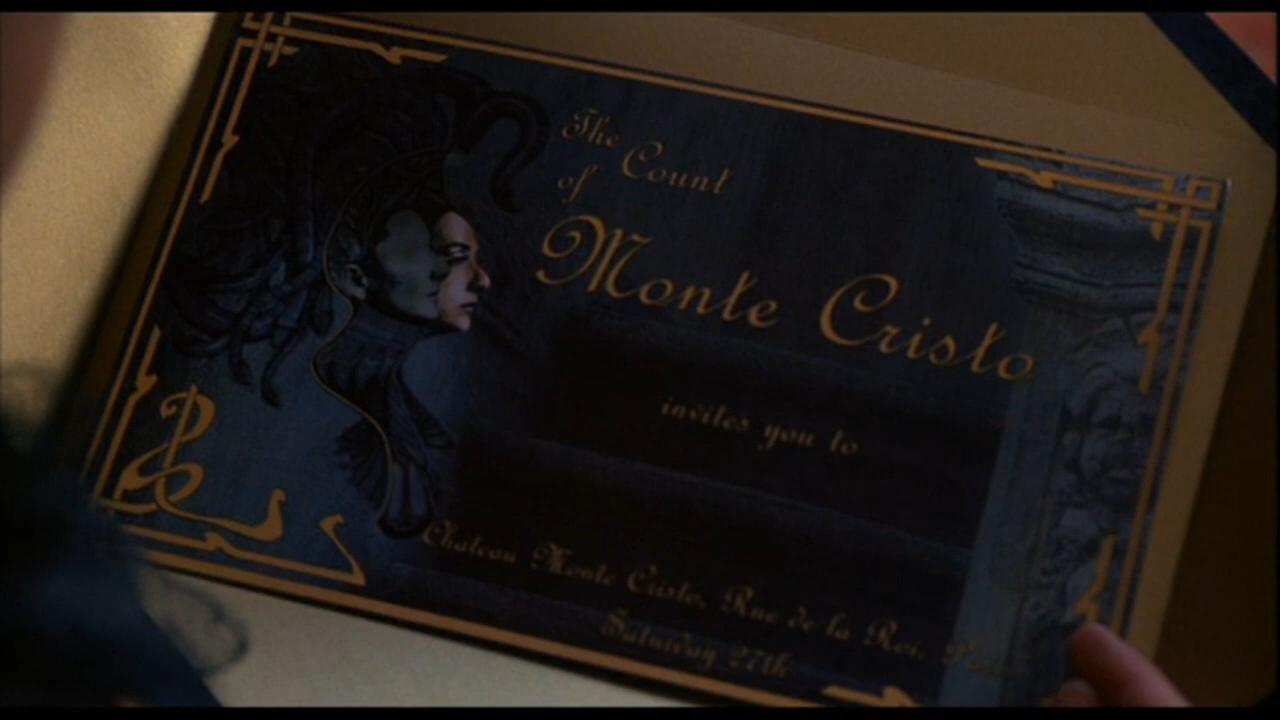 The Count
of
Monte Cristo
invites you to
Chateau Monte Cristo, Rue de la Roi,
Saturday 27th